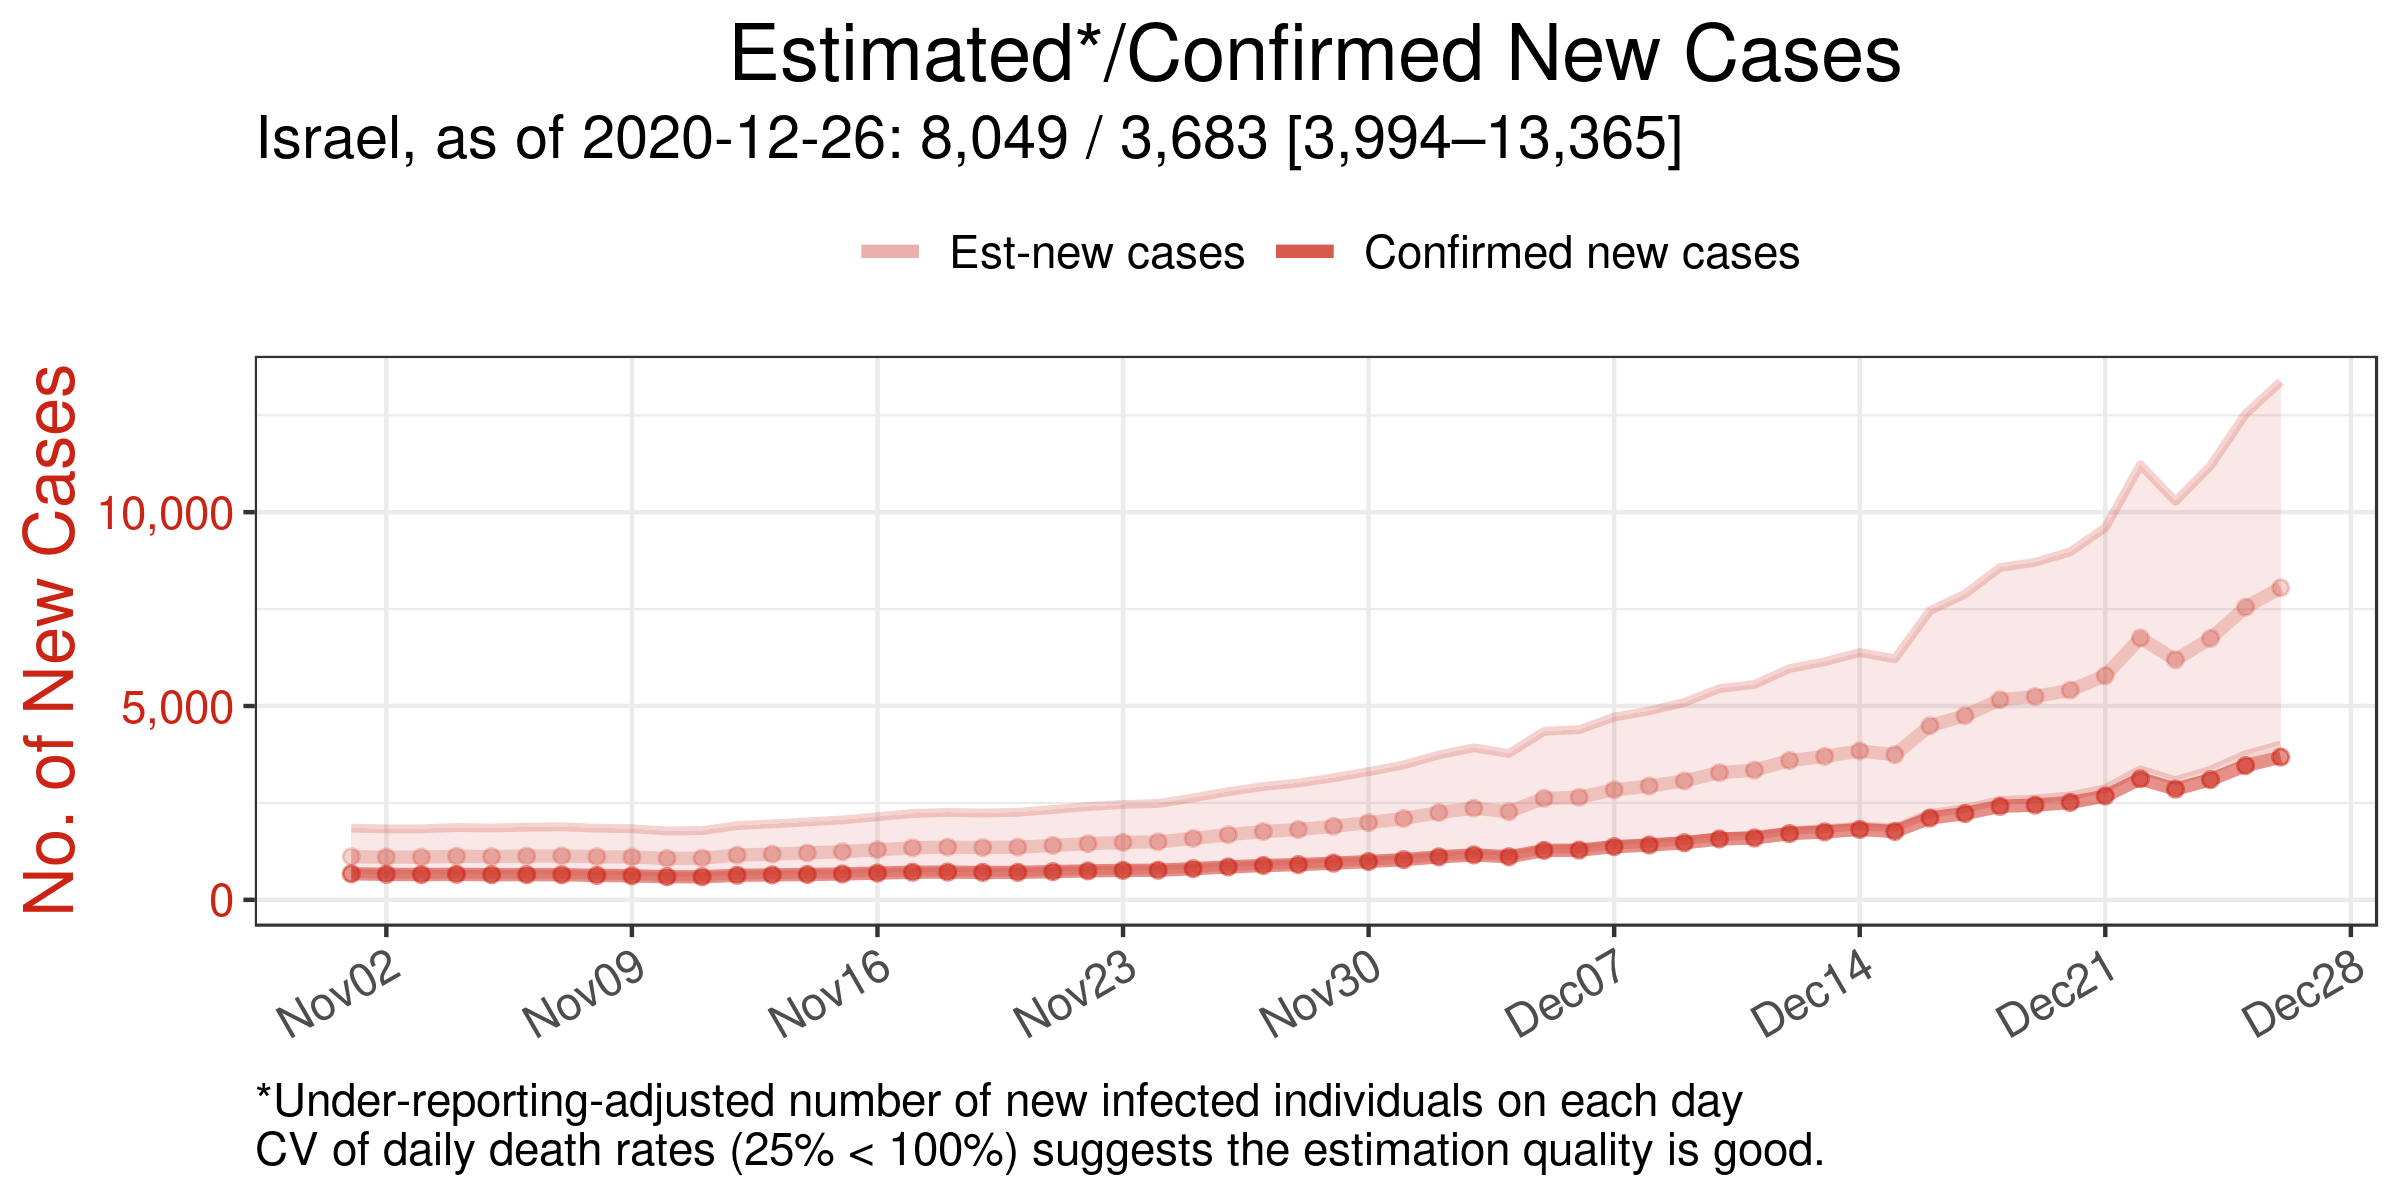 Estimated*/Confirmed New Cases
Israel, as of 2020-12-26: 8,049 / 3,683 [3,994–13,365]
Est-new cases
Confirmed new cases
No. of New Cases
10,000
5,000
0
Nov02
Nov09
Nov16
Nov23
Nov30
Dec07
Dec14
Dec21
Dec28
*Under-reporting-adjusted number of new infected individuals on each day
CV of daily death rates (25% < 100%) suggests the estimation quality is good.